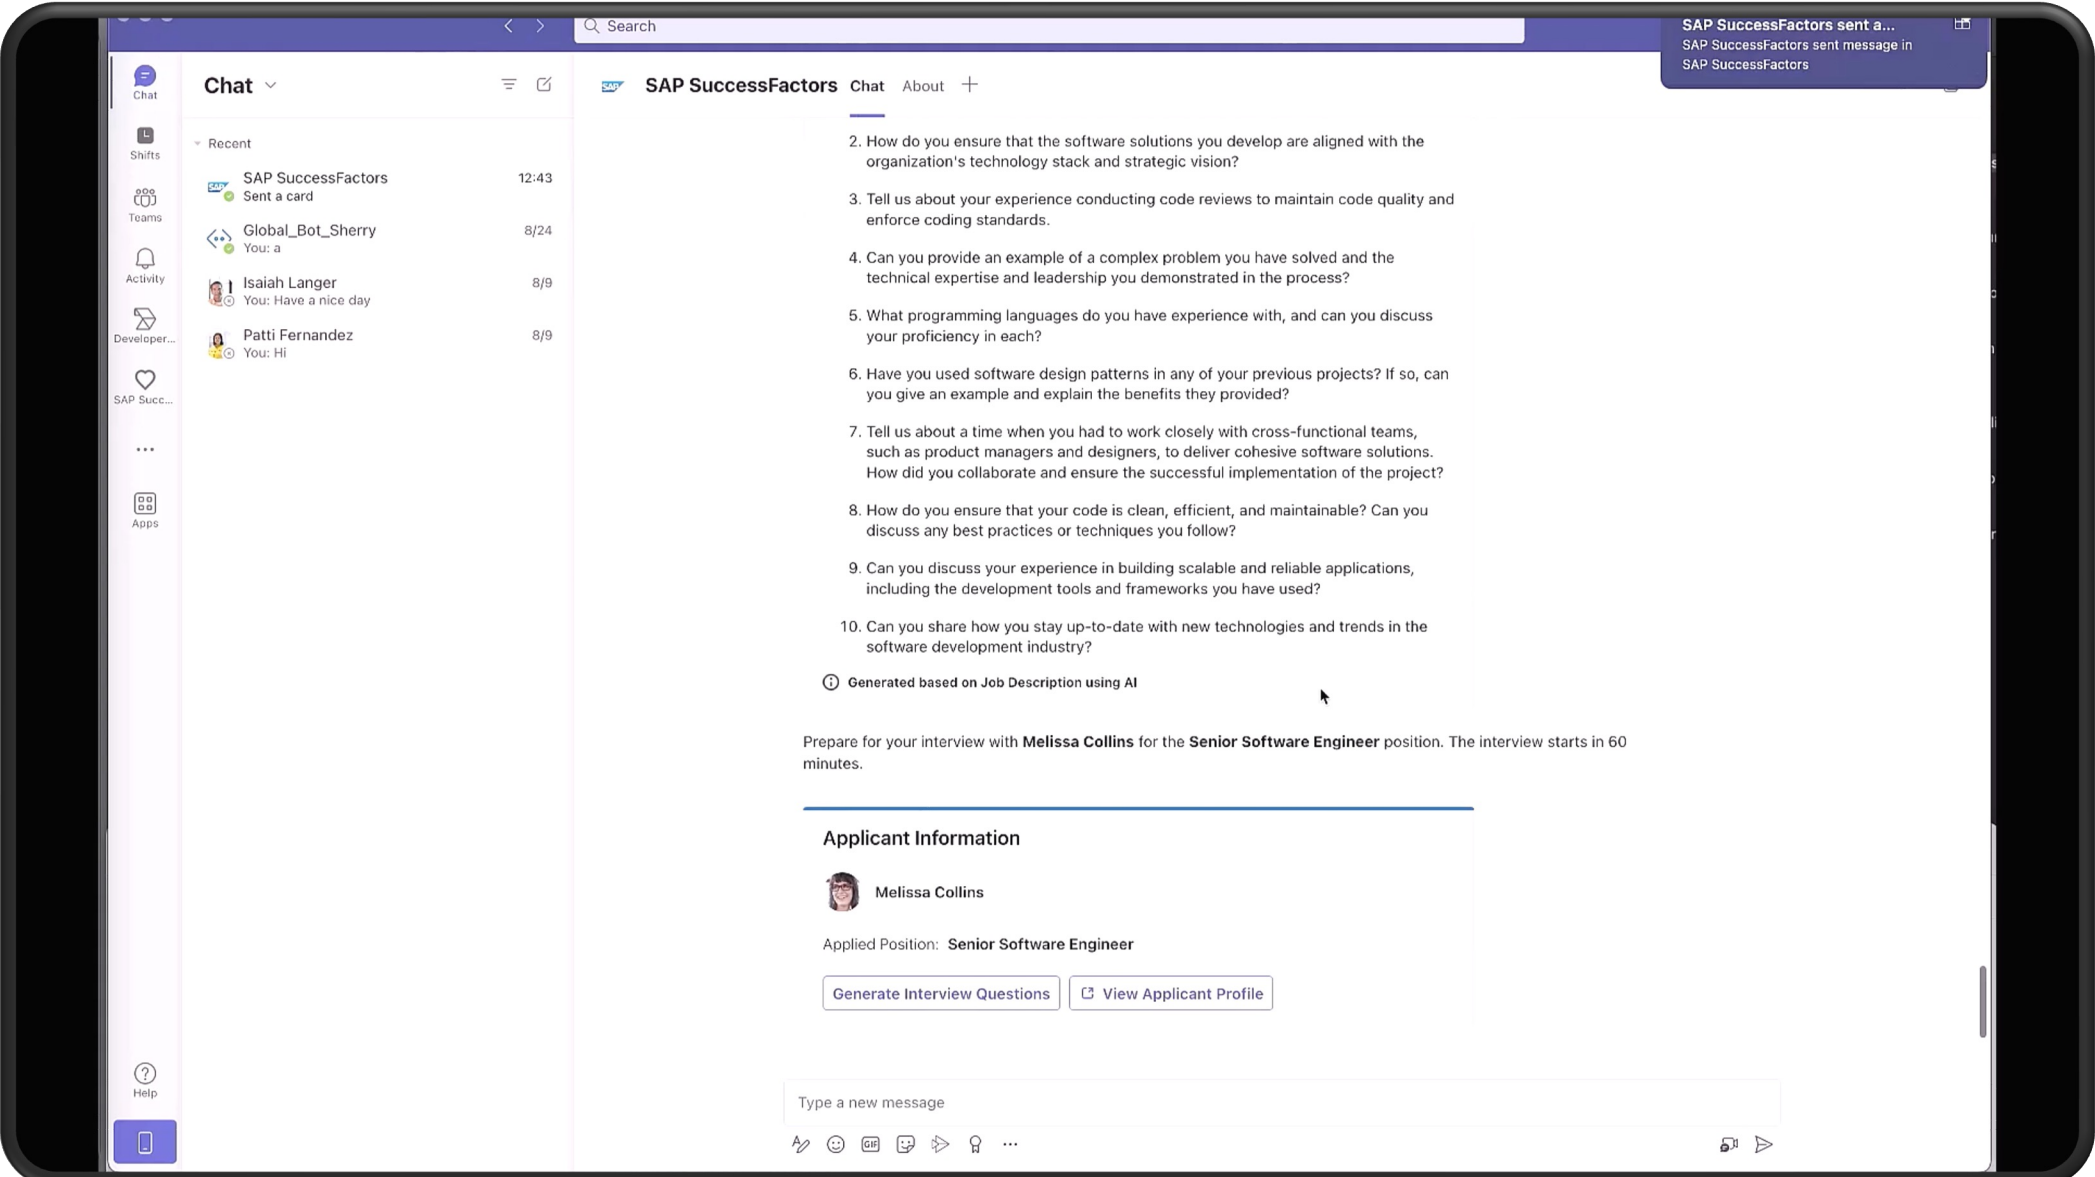 Search
SAP SuccessFactors sent a...
SAP SuccessFactors sent message in
SAP SuccessFactors
Chat
Shifts
Teams
Activity
Developer...
SAP Succ...
Apps
Help
Chat
Recent
SAP SuccessFactors 12:43
Sent a card
Global_Bot_Sherry 8/24
You: a
Isaiah Langer 8/9
You: Have a nice day
Patti Fernandez 8/9
You: Hi
SAP SuccessFactors Chat About
2. How do you ensure that the software solutions you develop are aligned with the
organization's technology stack and strategic vision?
3. Tell us about your experience conducting code reviews to maintain code quality and
enforce coding standards.
4. Can you provide an example of a complex problem you have solved and the
technical expertise and leadership you demonstrated in the process?
5. What programming languages do you have experience with, and can you discuss
your proficiency in each?
6. Have you used software design patterns in any of your previous projects? If so, can
you give an example and explain the benefits they provided?
7. Tell us about a time when you had to work closely with cross-functional teams,
such as product managers and designers, to deliver cohesive software solutions.
How did you collaborate and ensure the successful implementation of the project?
8. How do you ensure that your code is clean, efficient, and maintainable? Can you
discuss any best practices or techniques you follow?
9. Can you discuss your experience in building scalable and reliable applications,
including the development tools and frameworks you have used?
10. Can you share how you stay up-to-date with new technologies and trends in the
software development industry?
Generated based on Job Description using AI
Prepare for your interview with Melissa Collins for the Senior Software Engineer position. The interview starts in 60
minutes.
Applicant Information
Melissa Collins
Applied Position: Senior Software Engineer
Generate Interview Questions View Applicant Profile
Type a new message
GIF